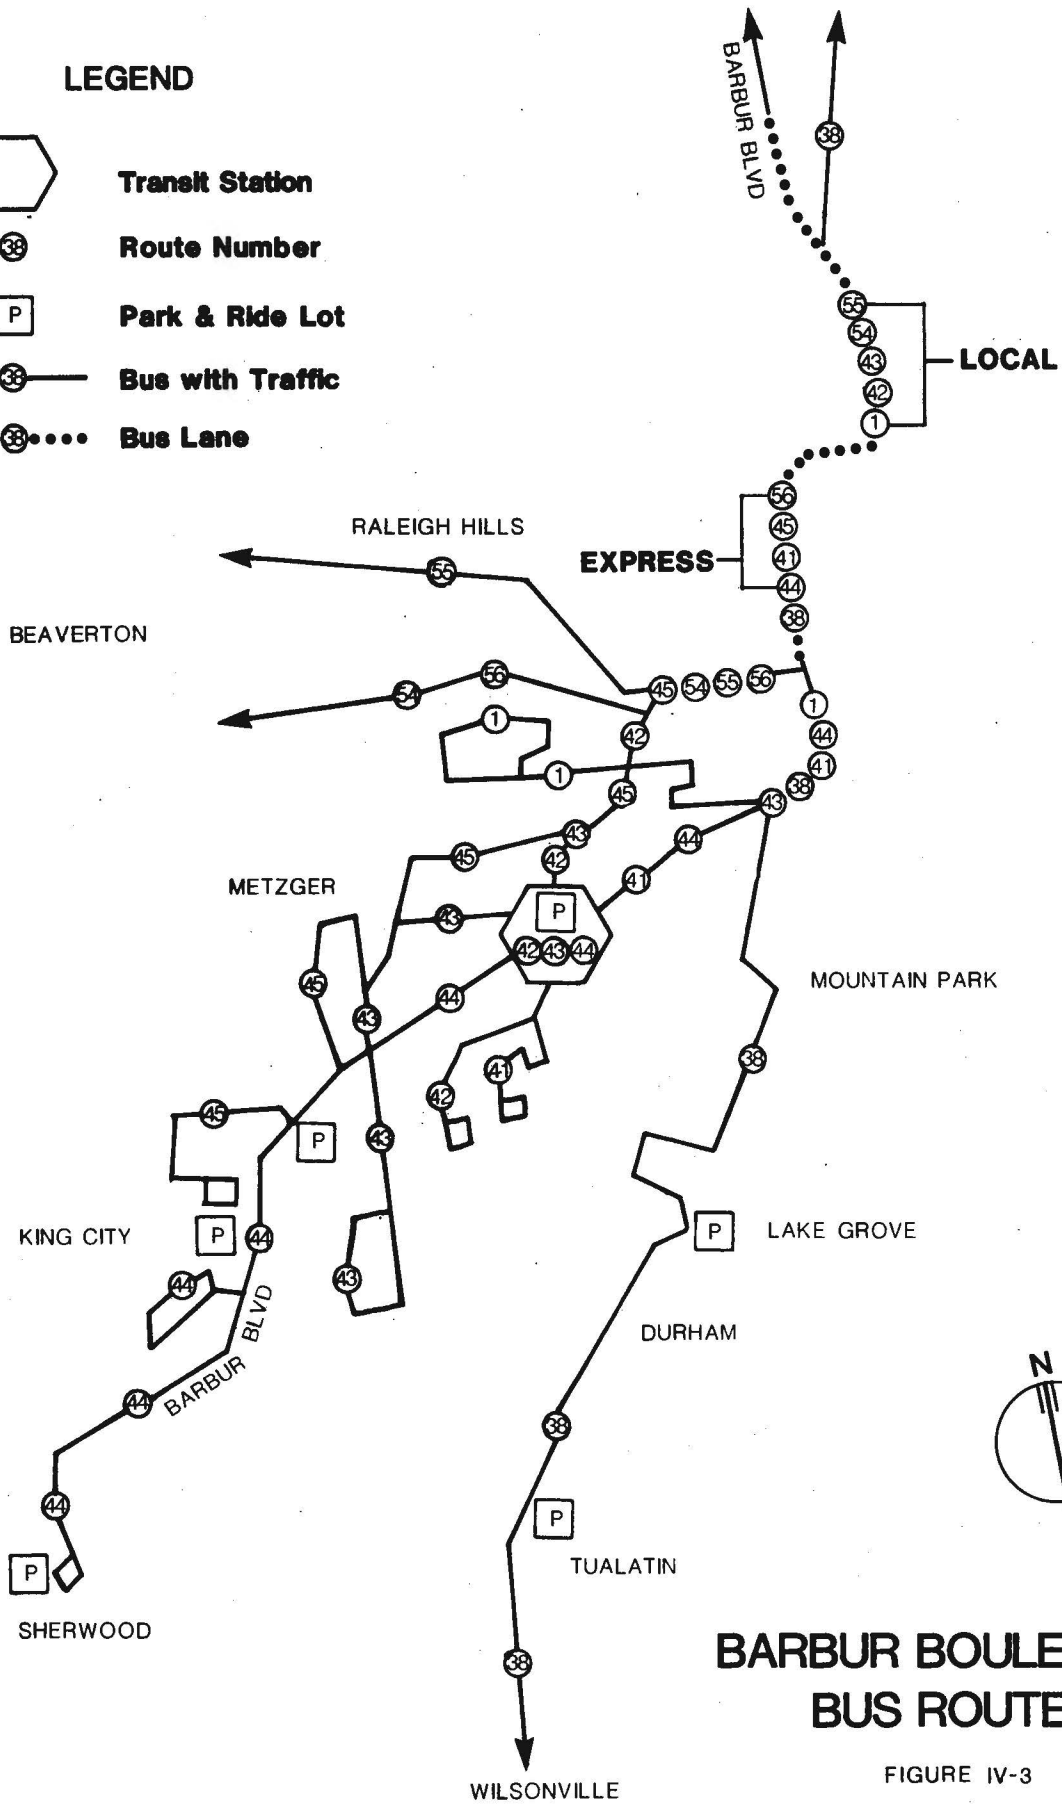 LEGEND
Transit Station
38 Route Number
P Park & Ride Lot
38 Bus with Traffic
38 Bus Lane
BARBUR BLVD
38
55
54
43
42
1
LOCAL
56
45
41
44
38
EXPRESS
RALEIGH HILLS
55
BEAVERTON
54
56
45 54 55 56
1
44
41
38
43
1
1
42
45
43
42
45
44
41
METZGER
43
P
42 43 44
45
43
44
42
41
MOUNTAIN PARK
38
45
P
43
KING CITY
P
44
P
LAKE GROVE
44
43
BARBUR BLVD
DURHAM
44
38
44
P
TUALATIN
P
SHERWOOD
38
WILSONVILLE
N
BARBUR BOULE
BUS ROUTE
FIGURE IV-3